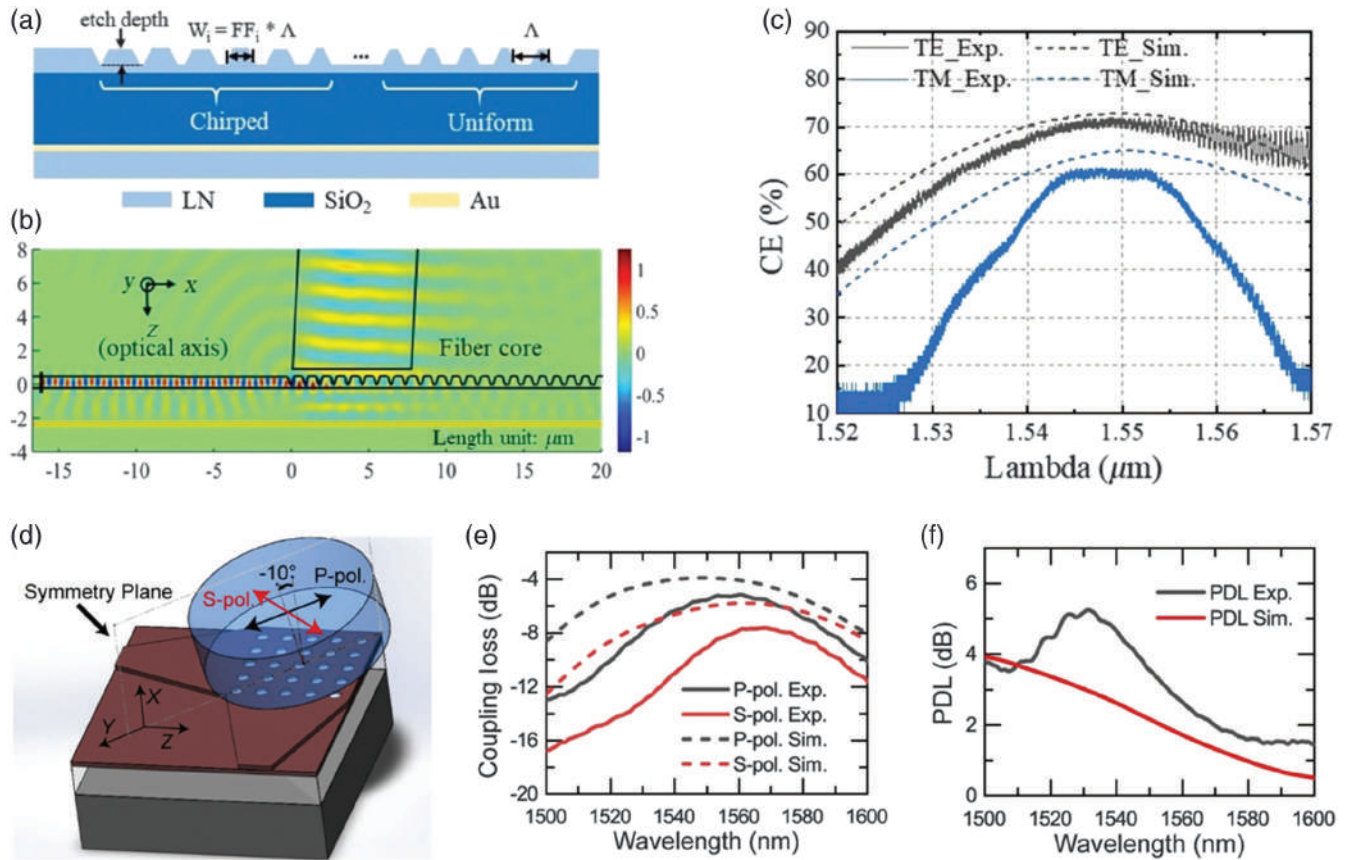 (a)
etch depth
Wᵢ = FFᵢ * Λ
Λ
...
Chirped
Uniform
LN
SiO₂
Au
(b)
8
6
4
2
0
-2
-4
y
x
z
(optical axis)
Fiber core
Length unit: μm
-15 -10 -5 0 5 10 15 20
1
0.5
0
-0.5
-1
(c)
CE (%)
90
80
70
60
50
40
30
20
10
TE_Exp.
TE_Sim.
TM_Exp.
TM_Sim.
1.52 1.53 1.54 1.55 1.56 1.57
Lambda (μm)
(d)
Symmetry Plane
-10°
P-pol.
S-pol.
X
Y
Z
(e)
Coupling loss (dB)
-4
-8
-12
-16
-20
P-pol. Exp.
S-pol. Exp.
P-pol. Sim.
S-pol. Sim.
1500 1520 1540 1560 1580 1600
Wavelength (nm)
(f)
PDL (dB)
6
4
2
0
PDL Exp.
PDL Sim.
1500 1520 1540 1560 1580 1600
Wavelength (nm)